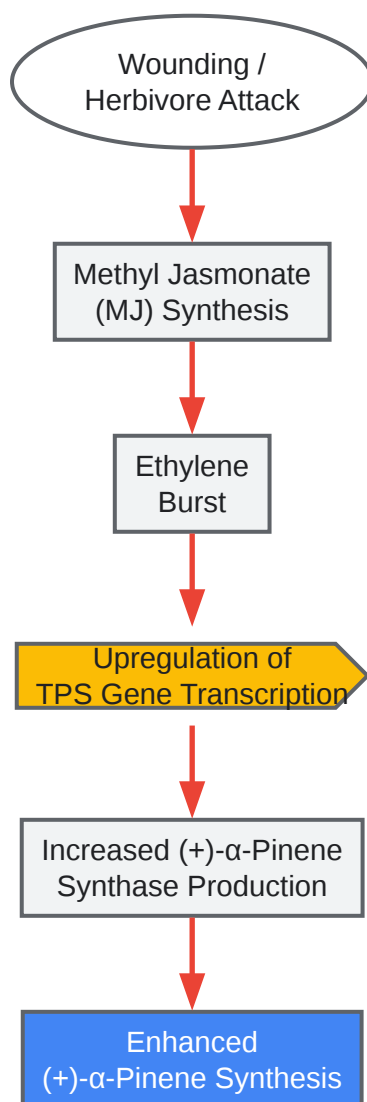 Wounding /
Herbivore Attack
Methyl Jasmonate
(MJ) Synthesis
Ethylene
Burst
Upregulation of
TPS Gene Transcription
Increased (+)-α-Pinene
Synthase Production
Enhanced
(+)-α-Pinene Synthesis